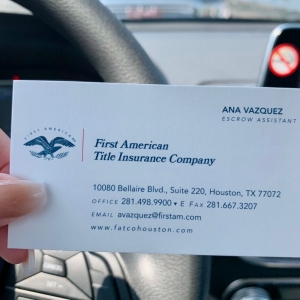 ANA VAZQUEZ
ESCROW ASSISTANT
FIRST AMERICAN
First American
Title Insurance Company
10080 Bellaire Blvd., Suite 220, Houston, TX 77072
OFFICE 281.498.9900 • E FAX 281.667.3207
EMAIL avazquez@firstam.com
www.fatcohouston.com